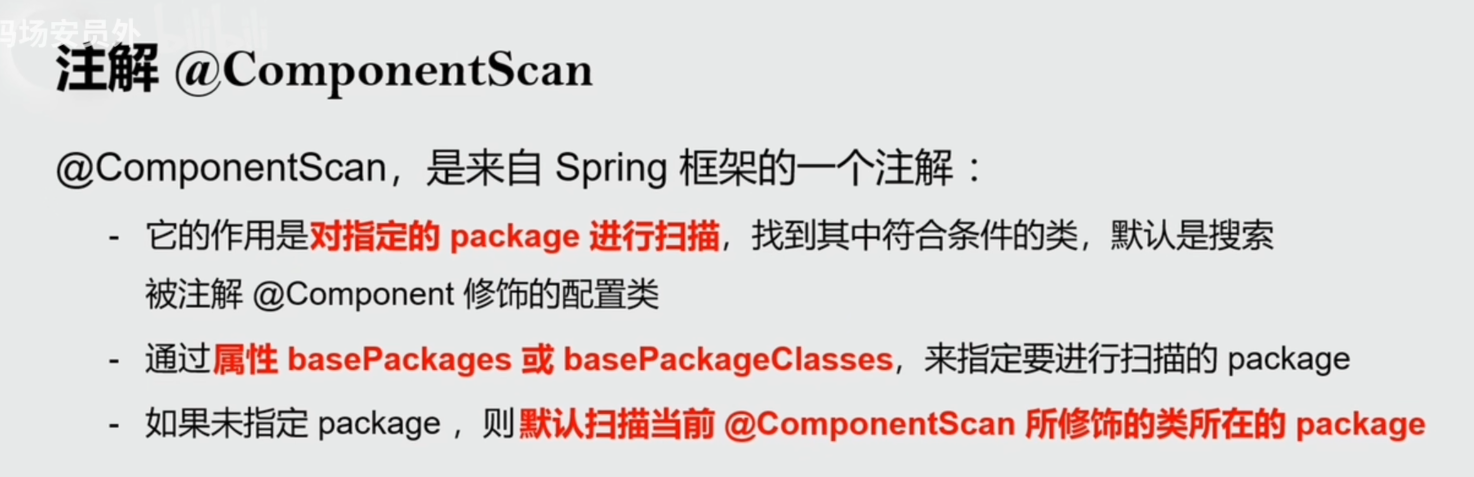 码场安员外
bilibili
注解 @ComponentScan
@ComponentScan，是来自 Spring 框架的一个注解：
- 它的作用是对指定的 package 进行扫描，找到其中符合条件的类，默认是搜索
被注解 @Component 修饰的配置类
- 通过属性 basePackages 或 basePackageClasses，来指定要进行扫描的 package
- 如果未指定 package ，则默认扫描当前 @ComponentScan 所修饰的类所在的 package